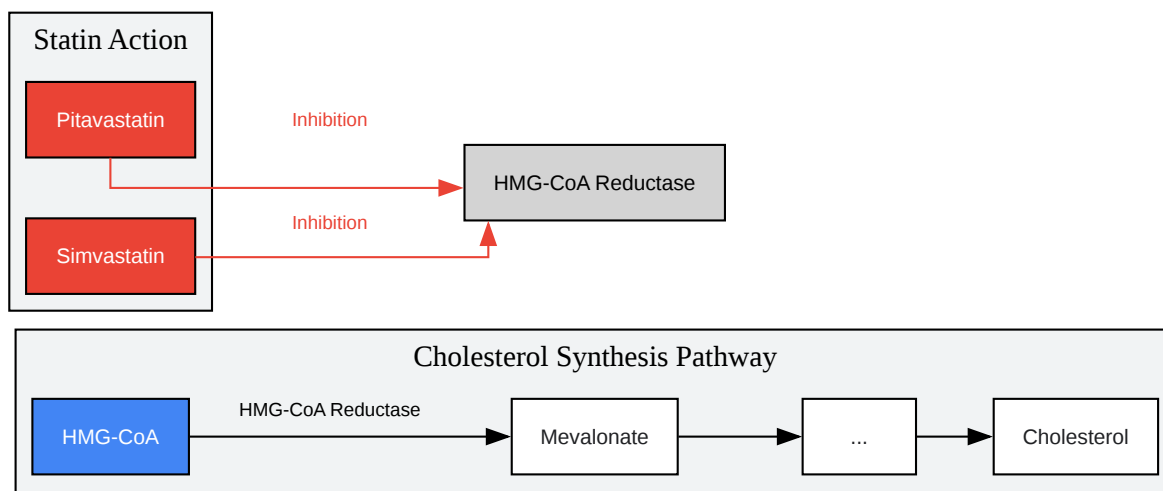 Statin Action
Pitavastatin
Inhibition
HMG-CoA Reductase
Inhibition
Simvastatin
Cholesterol Synthesis Pathway
HMG-CoA Reductase
HMG-CoA
Mevalonate
...
Cholesterol